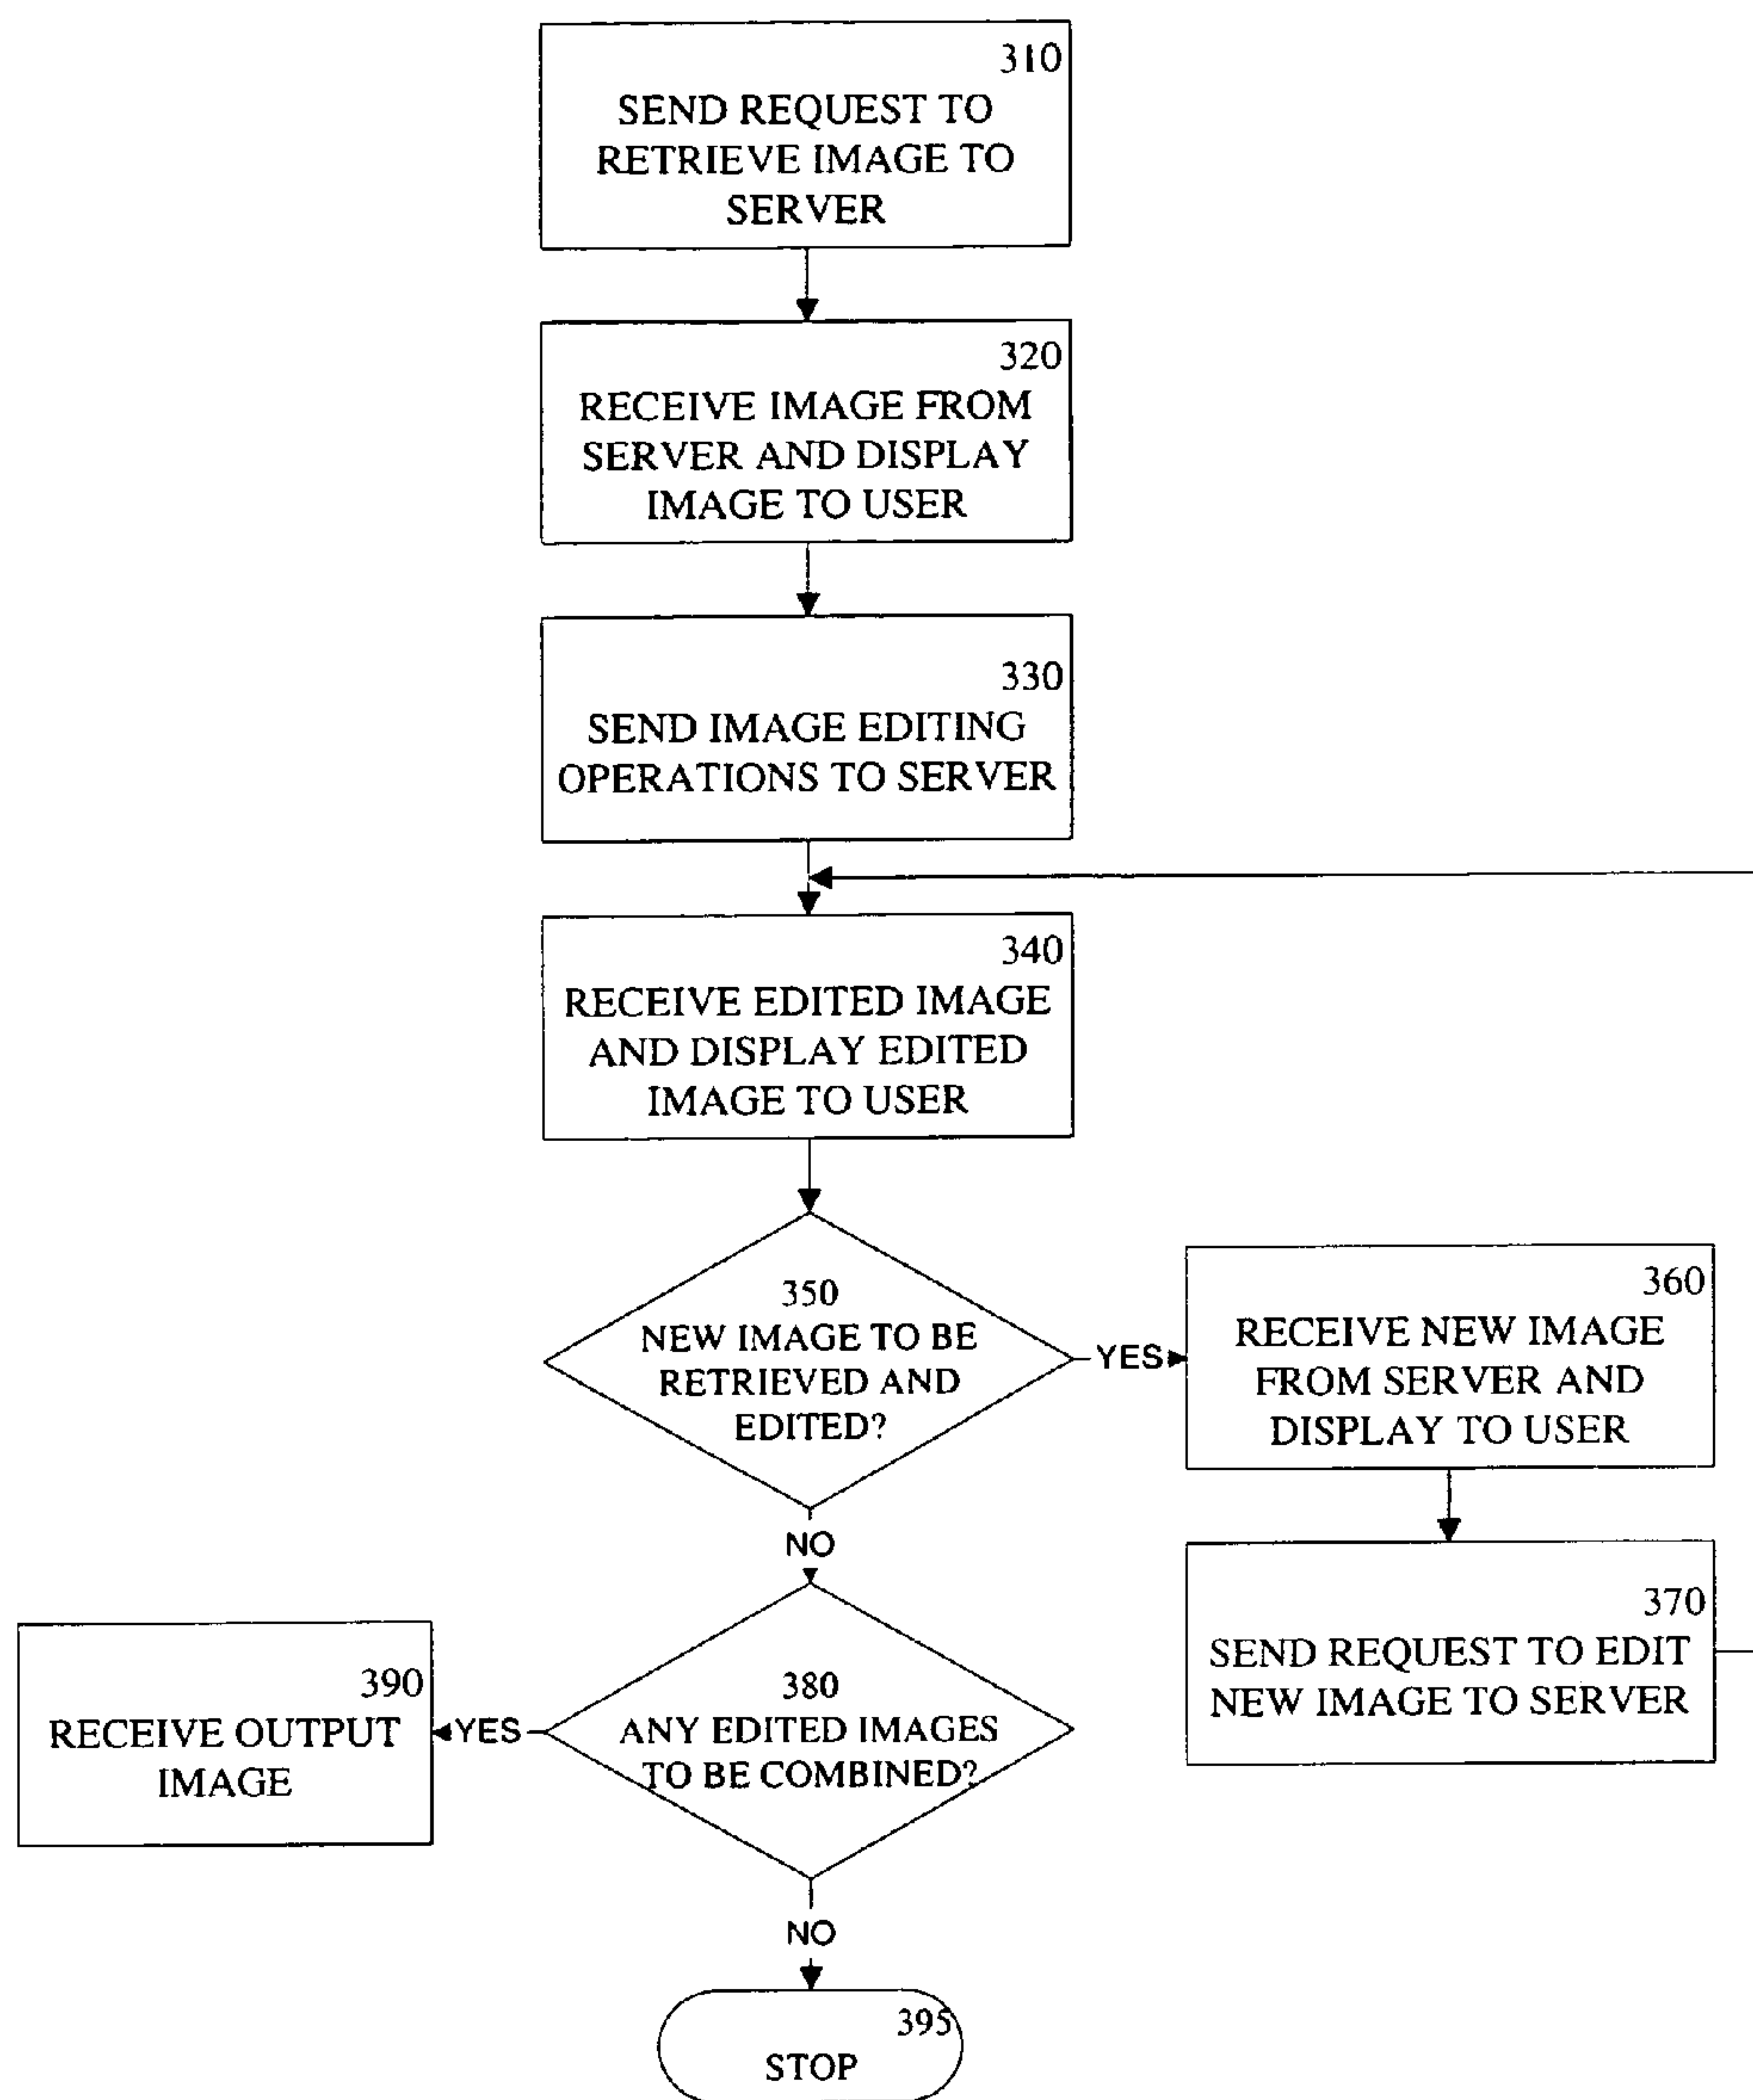 310
SEND REQUEST TO
RETRIEVE IMAGE TO
SERVER
320
RECEIVE IMAGE FROM
SERVER AND DISPLAY
IMAGE TO USER
330
SEND IMAGE EDITING
OPERATIONS TO SERVER
340
RECEIVE EDITED IMAGE
AND DISPLAY EDITED
IMAGE TO USER
350
NEW IMAGE TO BE
RETRIEVED AND
EDITED?
YES
360
RECEIVE NEW IMAGE
FROM SERVER AND
DISPLAY TO USER
370
SEND REQUEST TO EDIT
NEW IMAGE TO SERVER
NO
380
ANY EDITED IMAGES
TO BE COMBINED?
YES
390
RECEIVE OUTPUT
IMAGE
NO
395
STOP